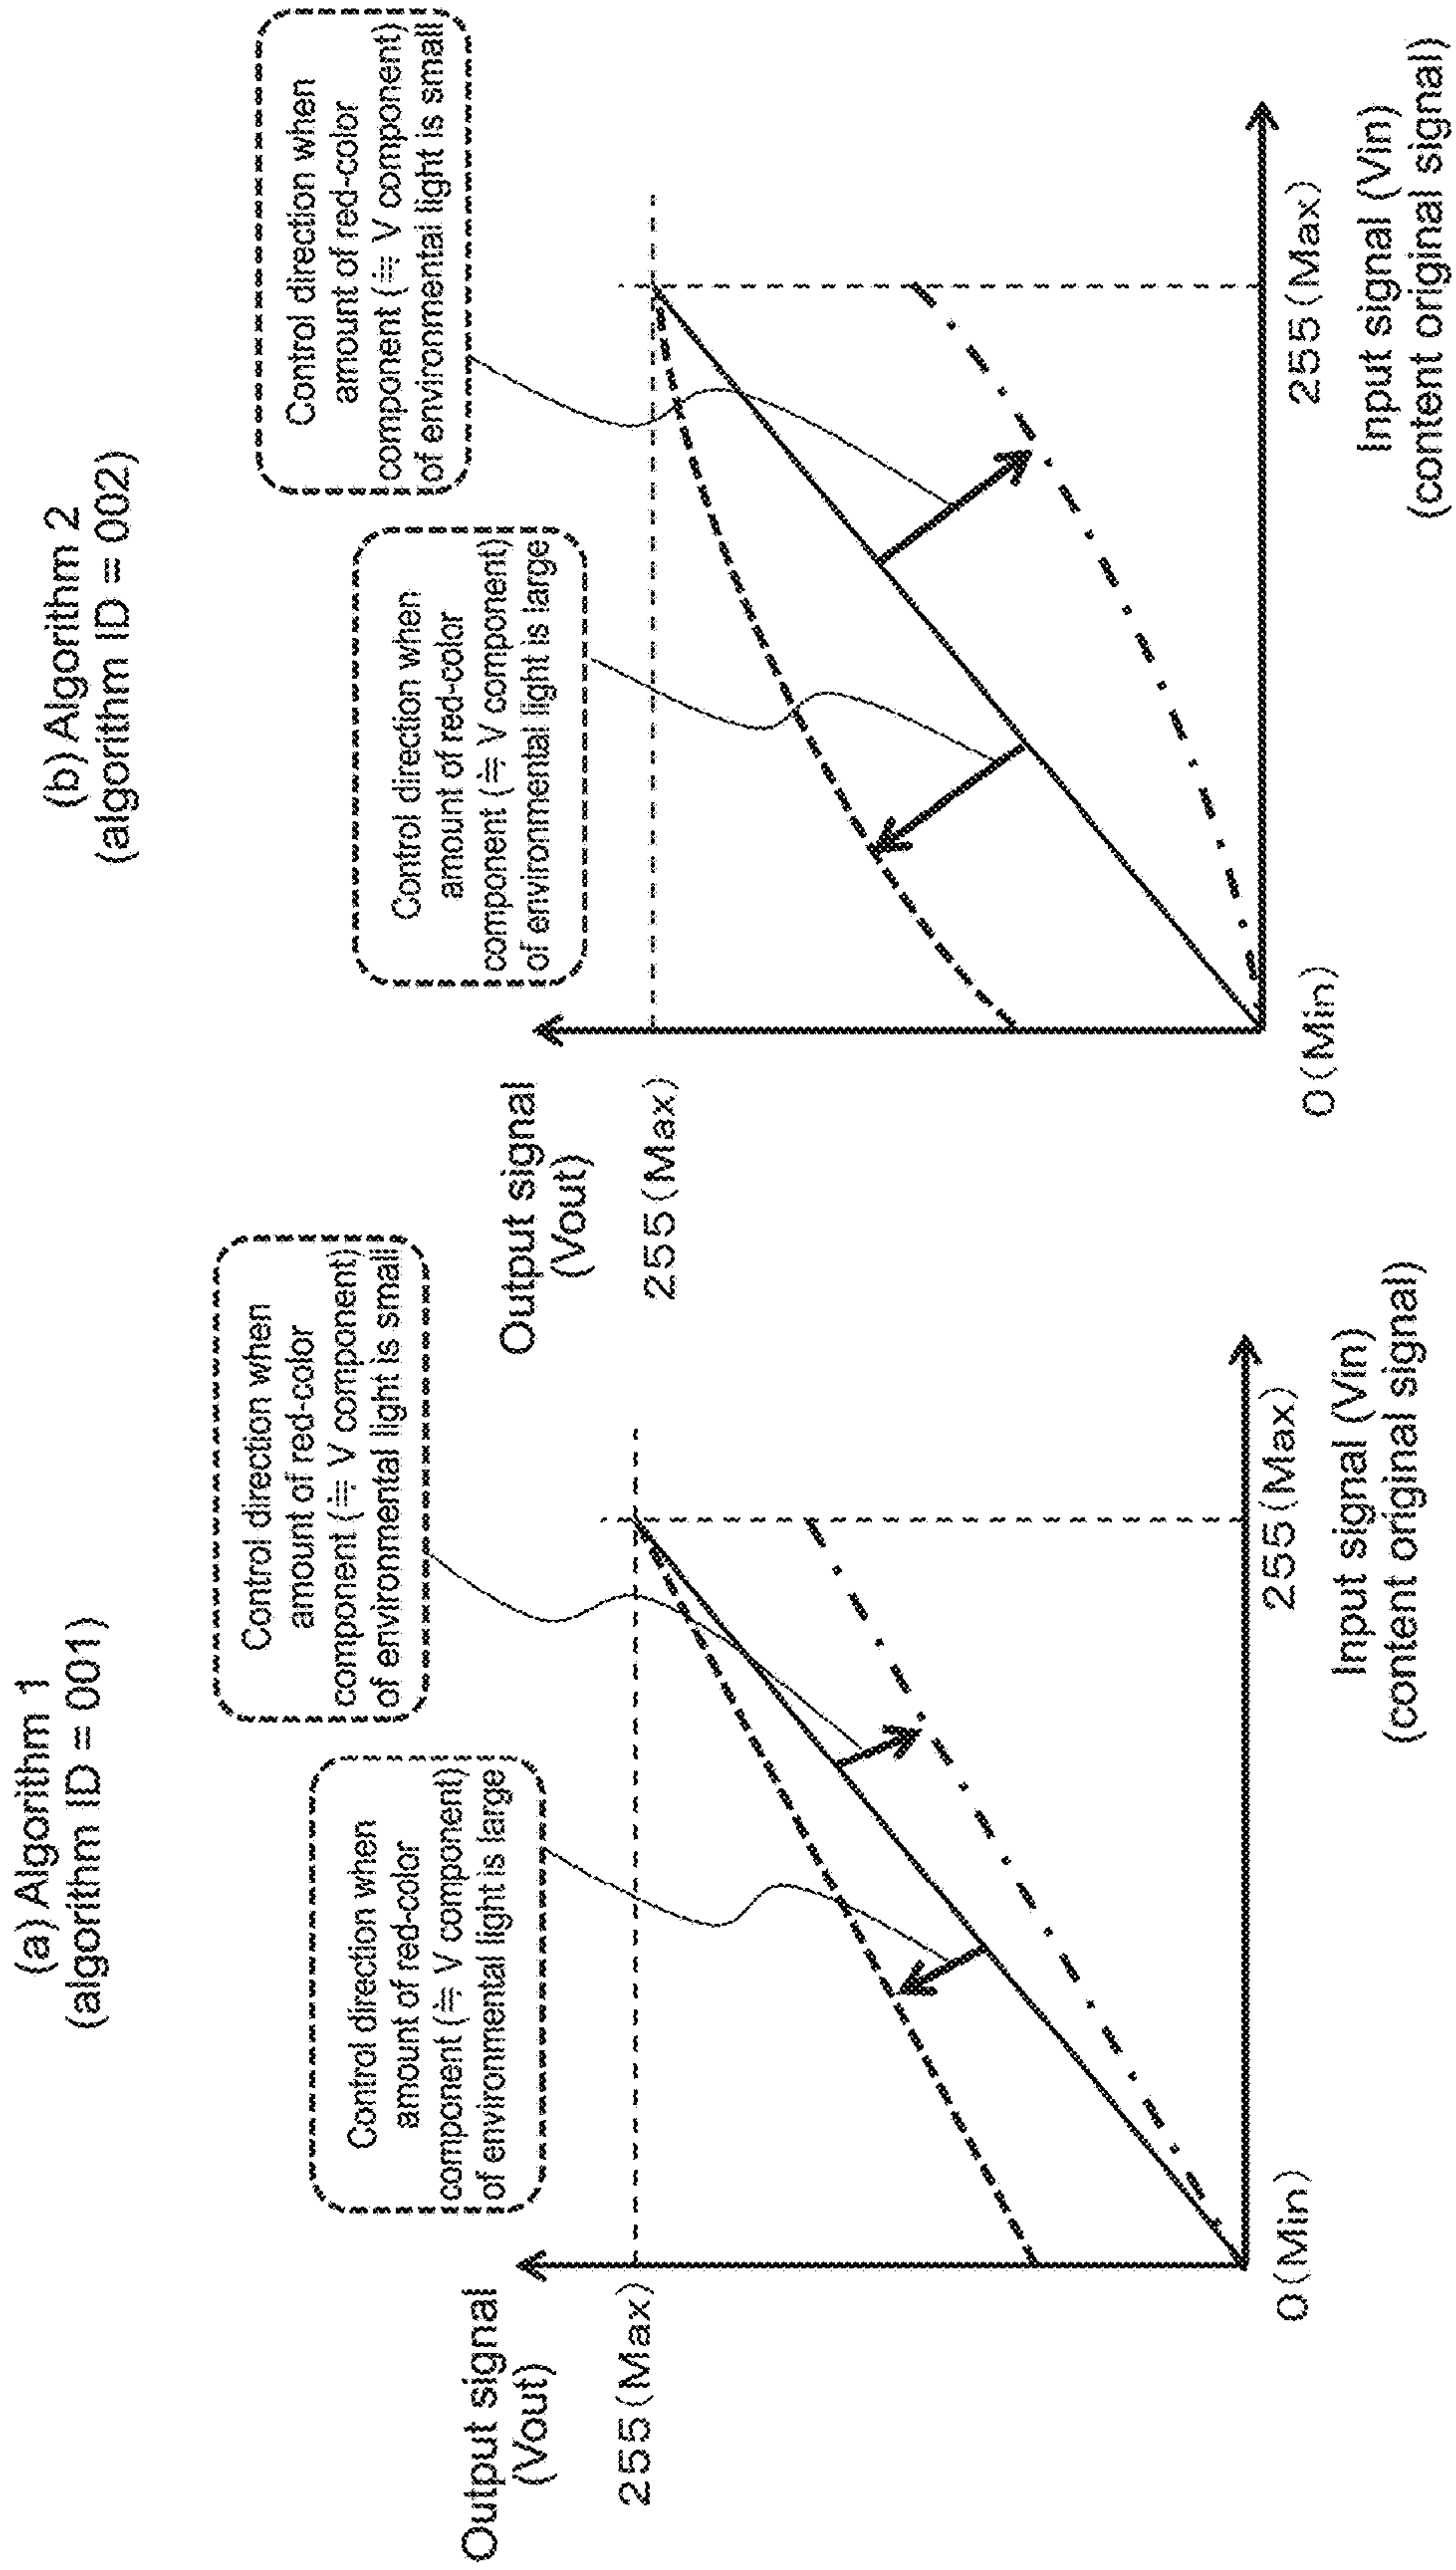 (a) Algorithm 1
(algorithm ID = 001)
Control direction when
amount of red-color
component (≒ V component)
of environmental light is small
Control direction when
amount of red-color
component (≒ V component)
of environmental light is large
Output signal
(Vout)
255(Max)
0(Min)
255(Max)
Input signal (Vin)
(content original signal)
(b) Algorithm 2
(algorithm ID = 002)
Control direction when
amount of red-color
component (≒ V component)
of environmental light is small
Control direction when
amount of red-color
component (≒ V component)
of environmental light is large
Output signal
(Vout)
255(Max)
0(Min)
255(Max)
Input signal (Vin)
(content original signal)